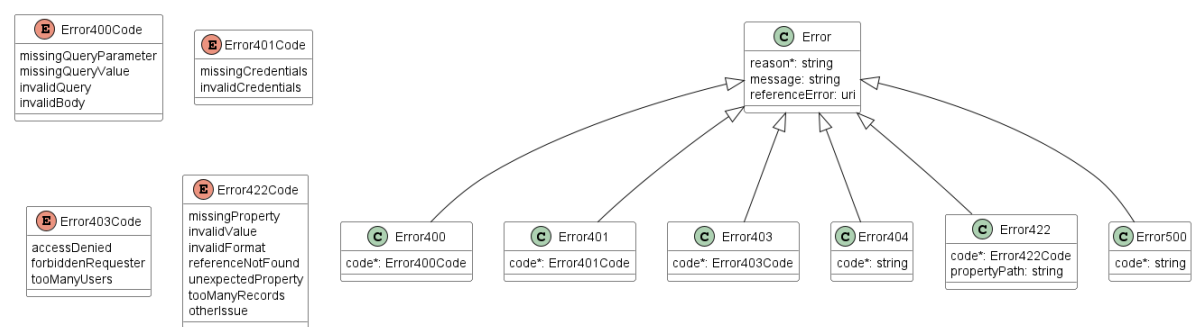 E Error400Code
missingQueryParameter
missingQueryValue
invalidQuery
invalidBody
E Error401Code
missingCredentials
invalidCredentials
C Error
reason*: string
message: string
referenceError: uri
E Error403Code
accessDenied
forbiddenRequester
tooManyUsers
E Error422Code
missingProperty
invalidValue
invalidFormat
referenceNotFound
unexpectedProperty
tooManyRecords
otherIssue
C Error400
code*: Error400Code
C Error401
code*: Error401Code
C Error403
code*: Error403Code
C Error404
code*: string
C Error422
code*: Error422Code
propertyPath: string
C Error500
code*: string